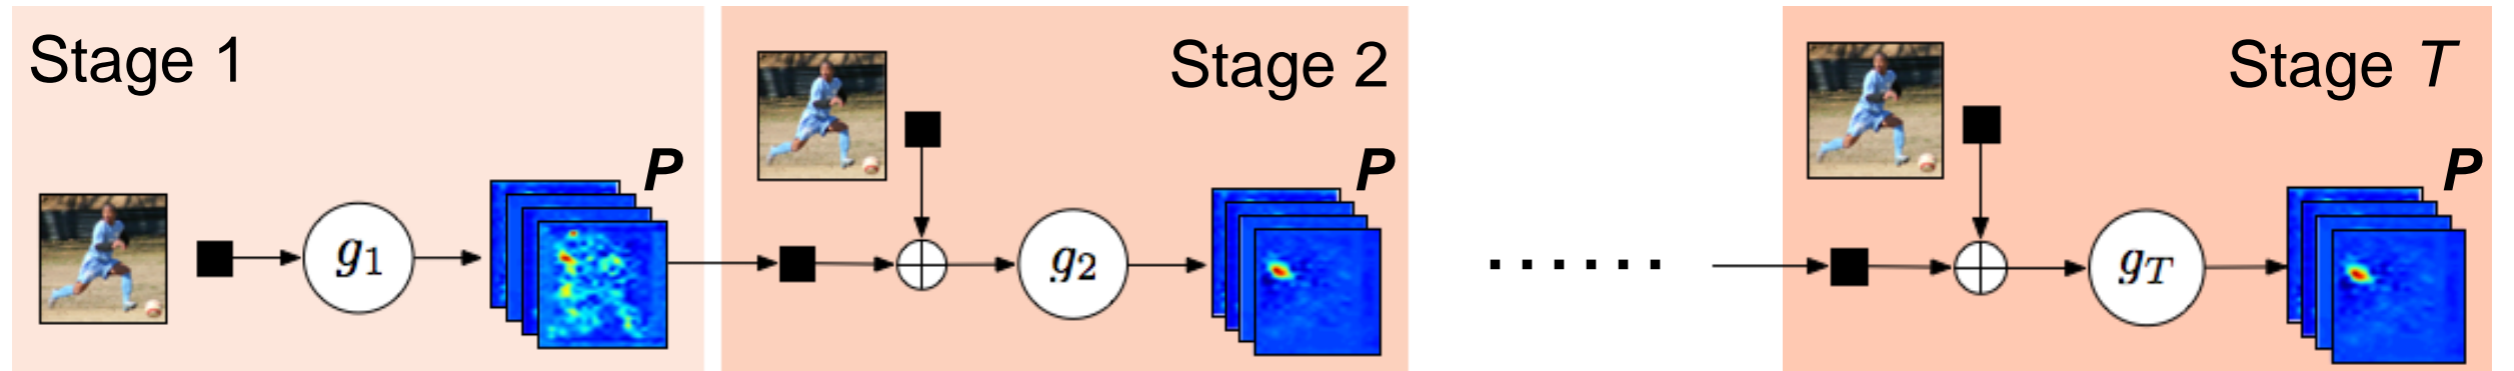 Stage 1
P
g1
Stage 2
P
g2
......
Stage T
P
gT